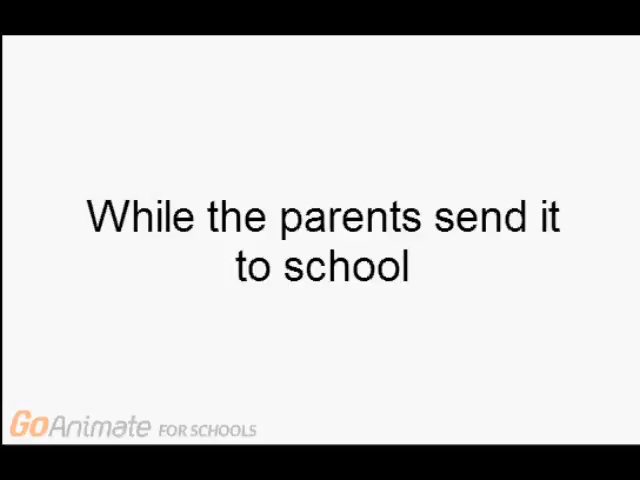 While the parents send it
to school
GoAnimate FOR SCHOOLS